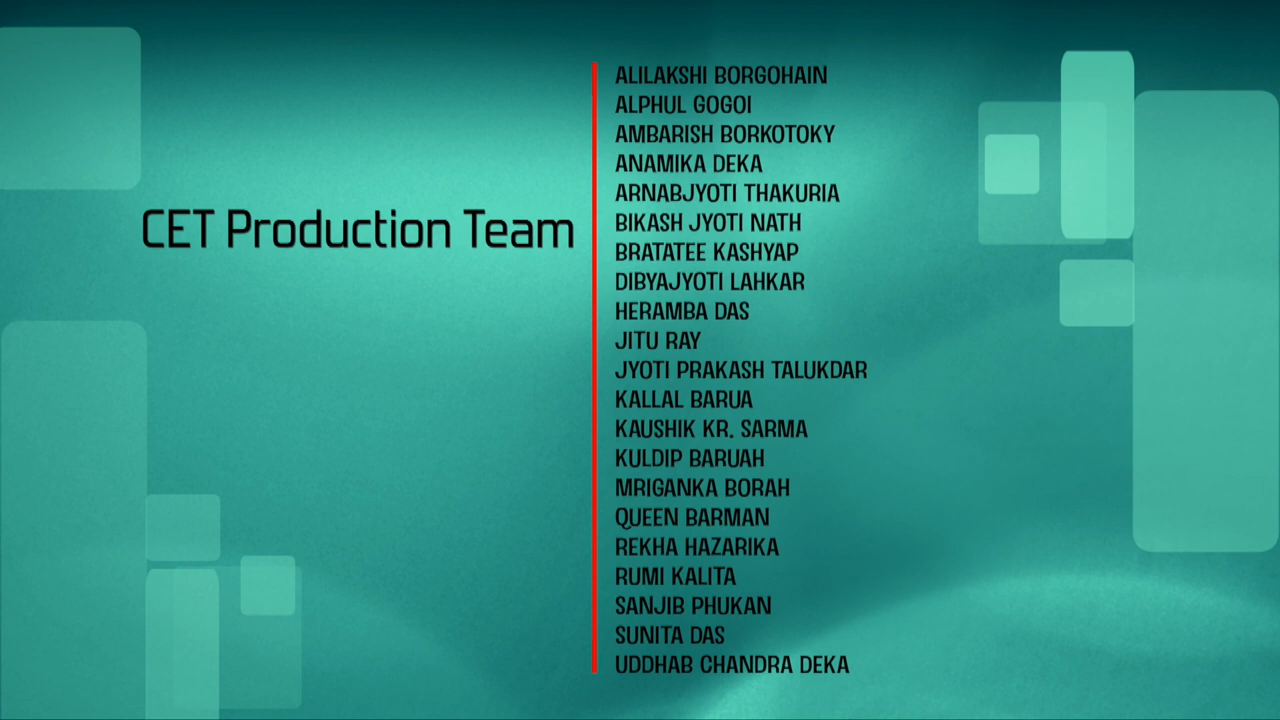 CET Production Team
ALILAKSHI BORGOHAIN
ALPHUL GOGOI
AMBARISH BORKOTOKY
ANAMIKA DEKA
ARNABJYOTI THAKURIA
BIKASH JYOTI NATH
BRATATEE KASHYAP
DIBYAJYOTI LAHKAR
HERAMBA DAS
JITU RAY
JYOTI PRAKASH TALUKDAR
KALLAL BARUA
KAUSHIK KR. SARMA
KULDIP BARUAH
MRIGANKA BORAH
QUEEN BARMAN
REKHA HAZARIKA
RUMI KALITA
SANJIB PHUKAN
SUNITA DAS
UDDHAB CHANDRA DEKA